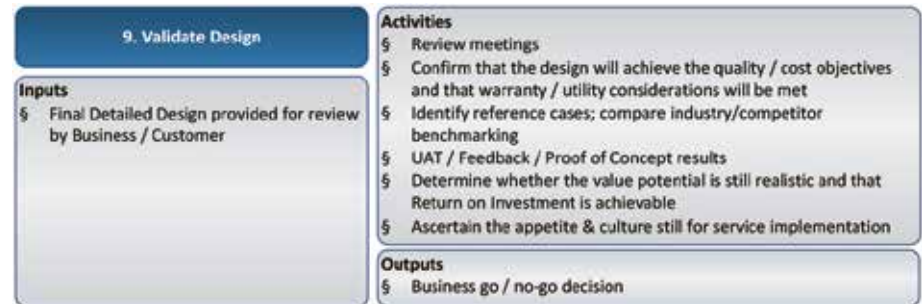 9. Validate Design
Inputs
§ Final Detailed Design provided for review
by Business / Customer
Activities
§ Review meetings
§ Confirm that the design will achieve the quality / cost objectives
and that warranty / utility considerations will be met
§ Identify reference cases; compare industry/competitor
benchmarking
§ UAT / Feedback / Proof of Concept results
§ Determine whether the value potential is still realistic and that
Return on Investment is achievable
§ Ascertain the appetite & culture still for service implementation
Outputs
§ Business go / no-go decision